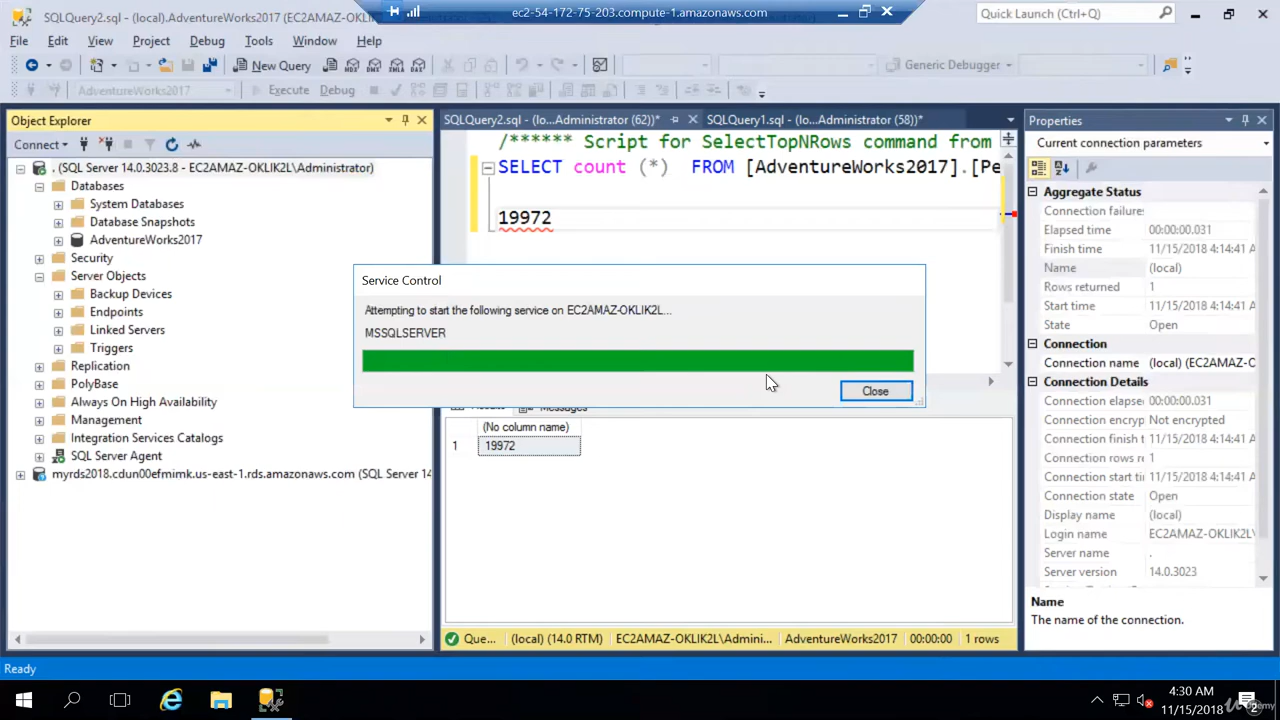 SQLQuery2.sql - (local).AdventureWorks2017 (EC2AMAZ-
ec2-54-172-75-203.compute-1.amazonaws.com
Quick Launch (Ctrl+Q)
File Edit View Project Debug Tools Window Help
New Query
Generic Debugger
AdventureWorks2017
Execute Debug
Object Explorer
Connect
. (SQL Server 14.0.3023.8 - EC2AMAZ-OKLIK2L\Administrator)
Databases
System Databases
Database Snapshots
AdventureWorks2017
Security
Server Objects
Backup Devices
Endpoints
Linked Servers
Triggers
Replication
PolyBase
Always On High Availability
Management
Integration Services Catalogs
SQL Server Agent
myrds2018.cdun00efmimk.us-east-1.rds.amazonaws.com (SQL Server 14
SQLQuery2.sql - (lo...Administrator (62))*
SQLQuery1.sql - (lo...Administrator (58))*
/****** Script for SelectTopNRows command from
SELECT count (*) FROM [AdventureWorks2017].[Pe
19972
Service Control
Attempting to start the following service on EC2AMAZ-OKLIK2L...
MSSQLSERVER
Close
Results Messages
(No column name)
1 19972
Que... (local) (14.0 RTM) EC2AMAZ-OKLIK2L\Admini... AdventureWorks2017 00:00:00 1 rows
Properties
Current connection parameters
Aggregate Status
Connection failures
Elapsed time 00:00:00.031
Finish time 11/15/2018 4:14:41 A
Name (local)
Rows returned 1
Start time 11/15/2018 4:14:41 A
State Open
Connection
Connection name (local) (EC2AMAZ-O
Connection Details
Connection elapse 00:00:00.031
Connection encryp Not encrypted
Connection finish t 11/15/2018 4:14:41 A
Connection rows r 1
Connection start ti 11/15/2018 4:14:41 A
Connection state Open
Display name (local)
Login name EC2AMAZ-OKLIK2L\
Server name .
Server version 14.0.3023
Name
The name of the connection.
Ready
4:30 AM
11/15/2018
2
Udemy